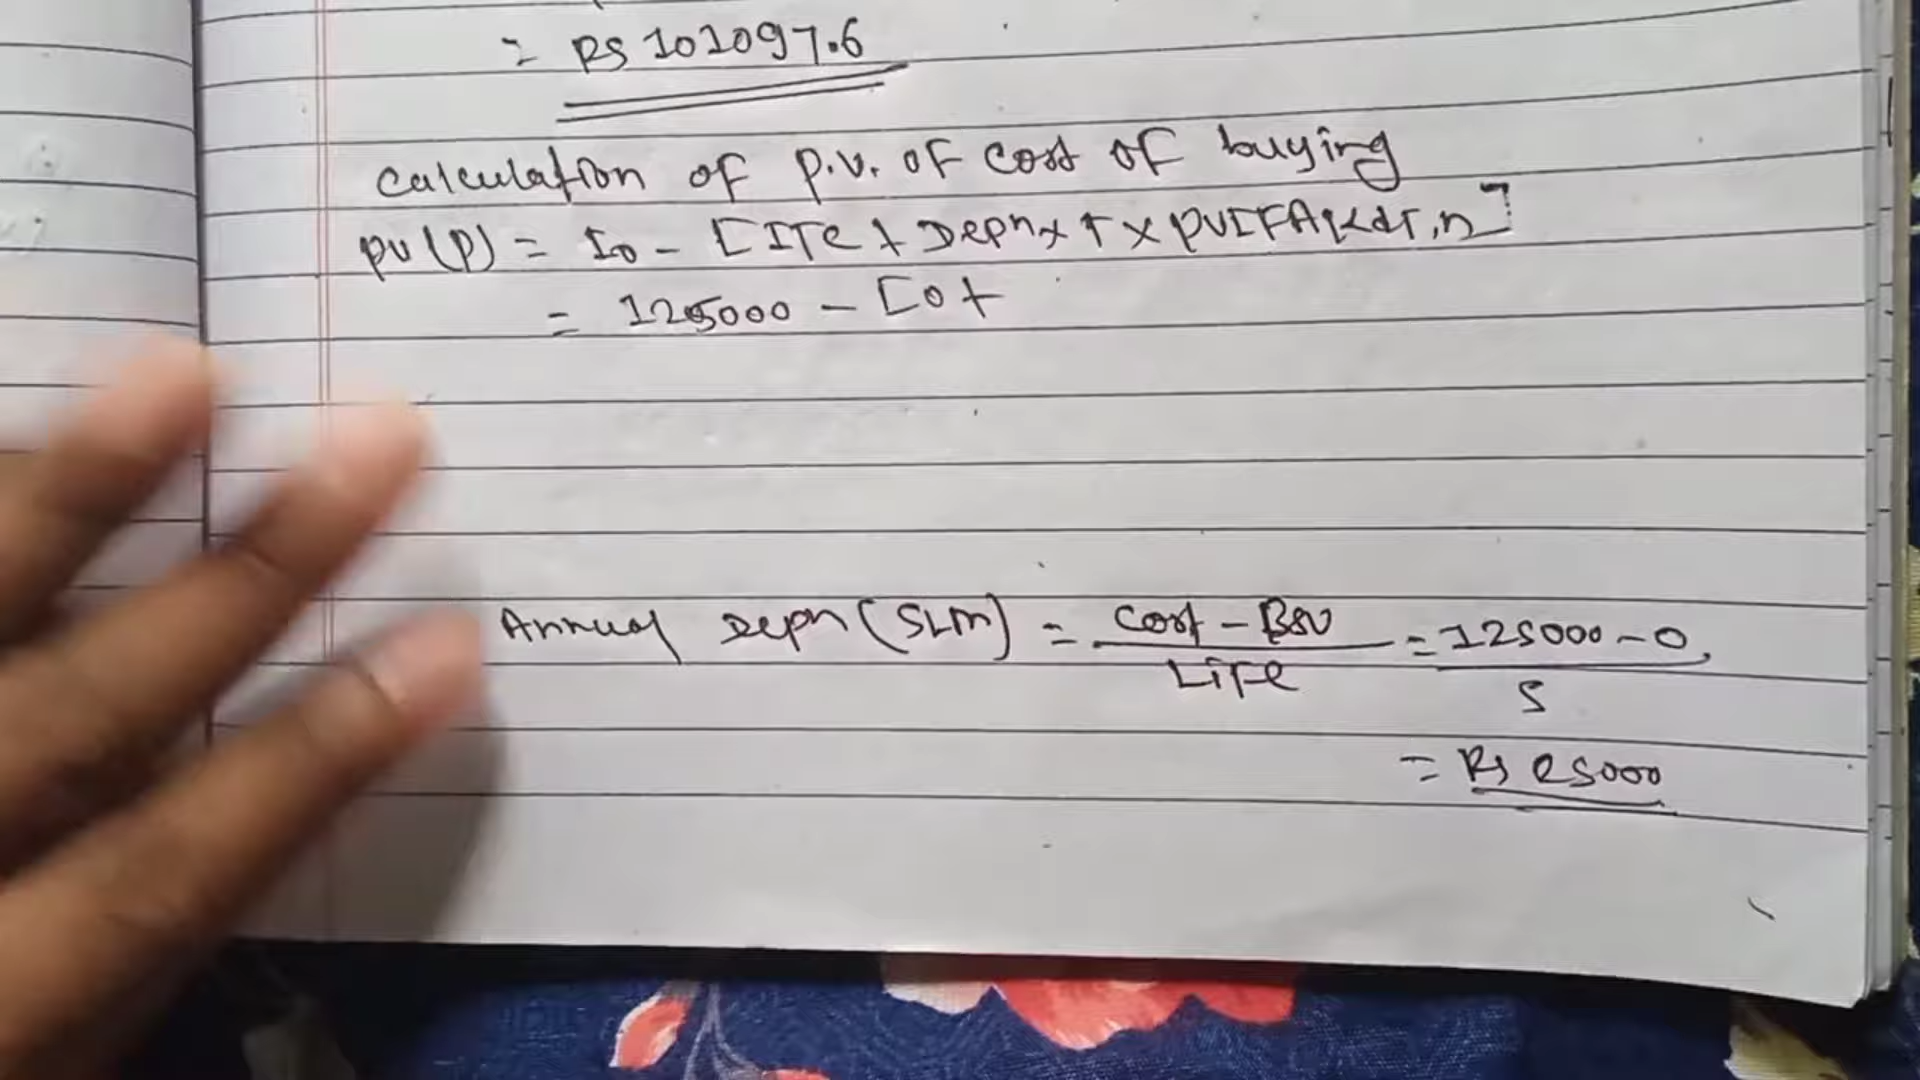 = Rs 101097.6
Calculation of P.V. OF Cost OF buying
PV(P) = I0 - [ITC + Depn x T x PVIFA Kdt,n]
= 125000 - [0 +
Annual Depn (SLM) = Cost - BSV / Life = 125000 - 0 / 5
= Rs 25000